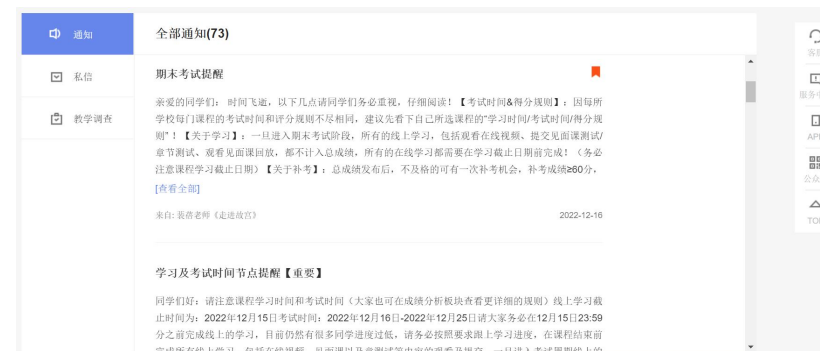 通知
私信
教学调查
全部通知(73)
期末考试提醒
亲爱的同学们： 时间飞逝，以下几点请同学们务必重视，仔细阅读！【考试时间&得分规则】：因每所
学校每门课程的考试时间和评分规则不尽相同，建议先看下自己所选课程的"学习时间/考试时间/得分规
则"！【关于学习】：一旦进入期末考试阶段，所有的线上学习，包括观看在线视频、提交见面课测试/
章节测试、观看见面课回放，都不计入总成绩，所有的在线学习都需要在学习截止日期前完成！（务必
注意课程学习截止日期）【关于补考】：总成绩发布后，不及格的可有一次补考机会，补考成绩≥60分，
[查看全部]
来自: 裴蓓老师《走进故宫》
2022-12-16
学习及考试时间节点提醒【重要】
同学们好：请注意课程学习时间和考试时间（大家也可在成绩分析板块查看更详细的规则）线上学习截
止时间为：2022年12月15日考试时间：2022年12月16日-2022年12月25日请大家务必在12月15日23:59
分之前完成线上的学习，目前仍然有很多同学进度过低，请务必按照要求跟上学习进度，在课程结束前
服务
TO